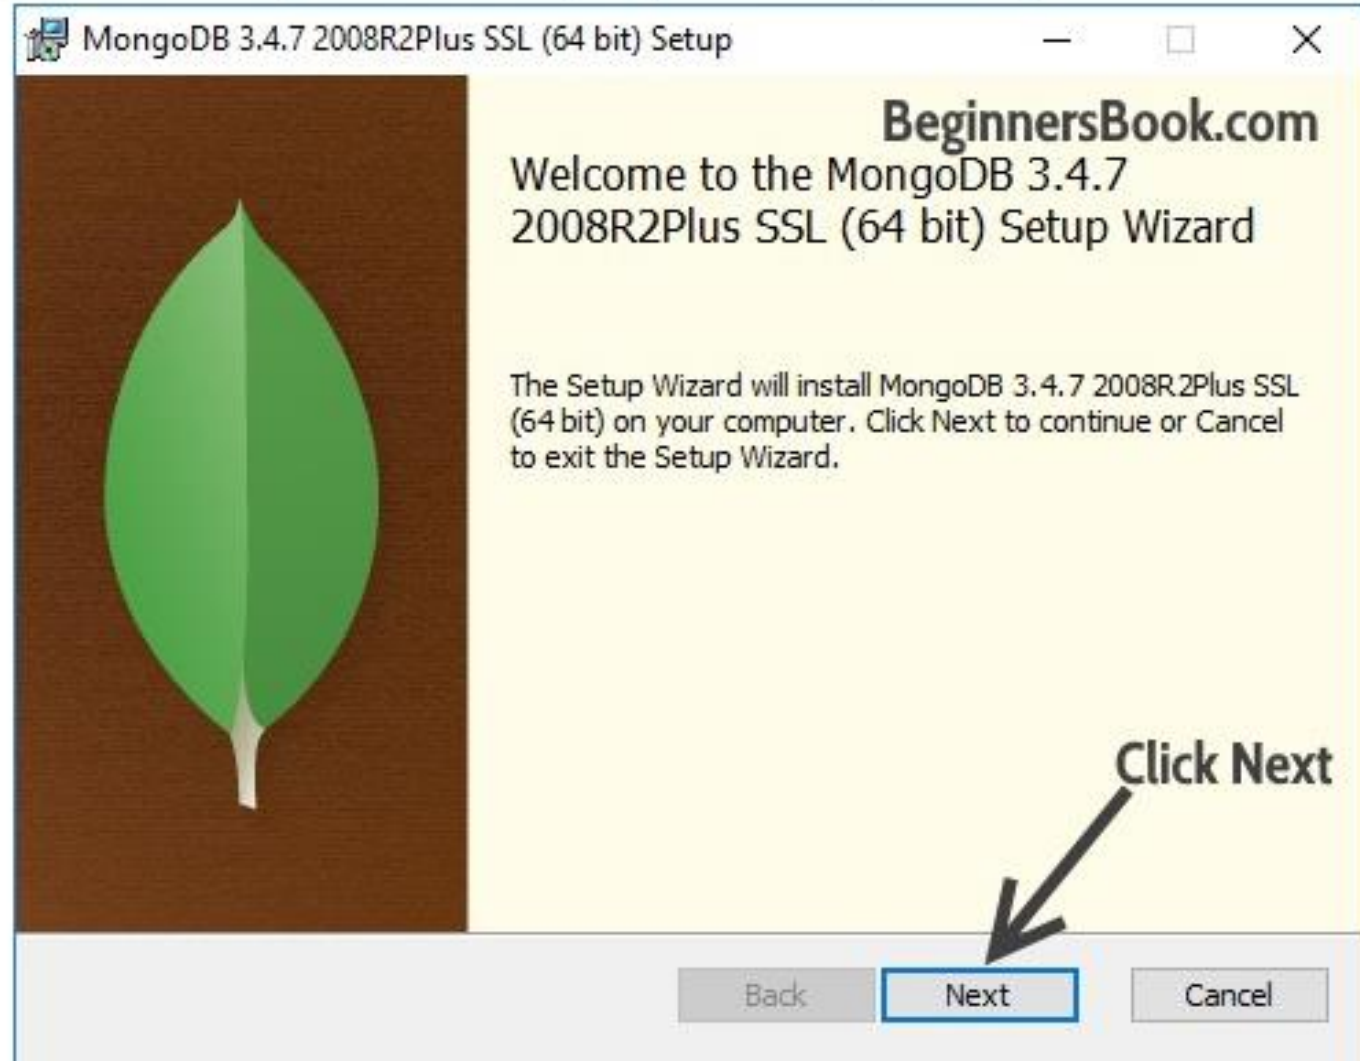 MongoDB 3.4.7 2008R2Plus SSL (64 bit) Setup
BeginnersBook.com
Welcome to the MongoDB 3.4.7
2008R2Plus SSL (64 bit) Setup Wizard
The Setup Wizard will install MongoDB 3.4.7 2008R2Plus SSL
(64 bit) on your computer. Click Next to continue or Cancel
to exit the Setup Wizard.
Click Next
Back
Next
Cancel